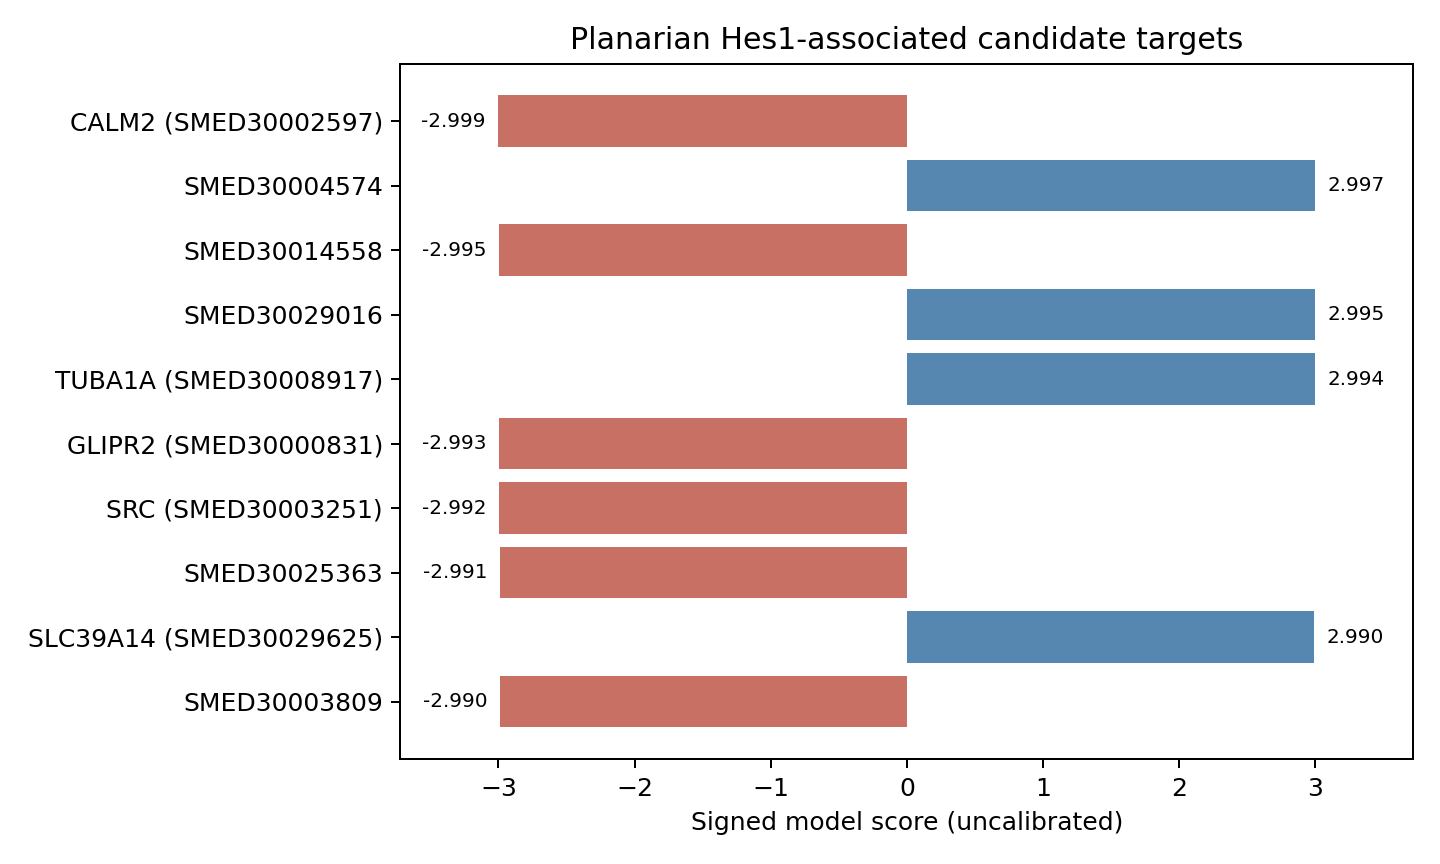 Planarian Hes1-associated candidate targets
CALM2 (SMED30002597) -2.999
SMED30004574 2.997
SMED30014558 -2.995
SMED30029016 2.995
TUBA1A (SMED30008917) 2.994
GLIPR2 (SMED30000831) -2.993
SRC (SMED30003251) -2.992
SMED30025363 -2.991
SLC39A14 (SMED30029625) 2.990
SMED30003809 -2.990
−3 −2 −1 0 1 2 3
Signed model score (uncalibrated)